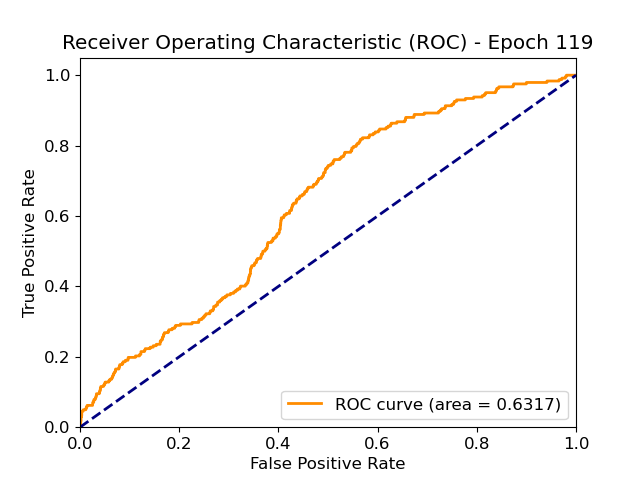 Receiver Operating Characteristic (ROC) - Epoch 119
True Positive Rate
1.0
0.8
0.6
0.4
0.2
0.0
ROC curve (area = 0.6317)
0.0 0.2 0.4 0.6 0.8 1.0
False Positive Rate